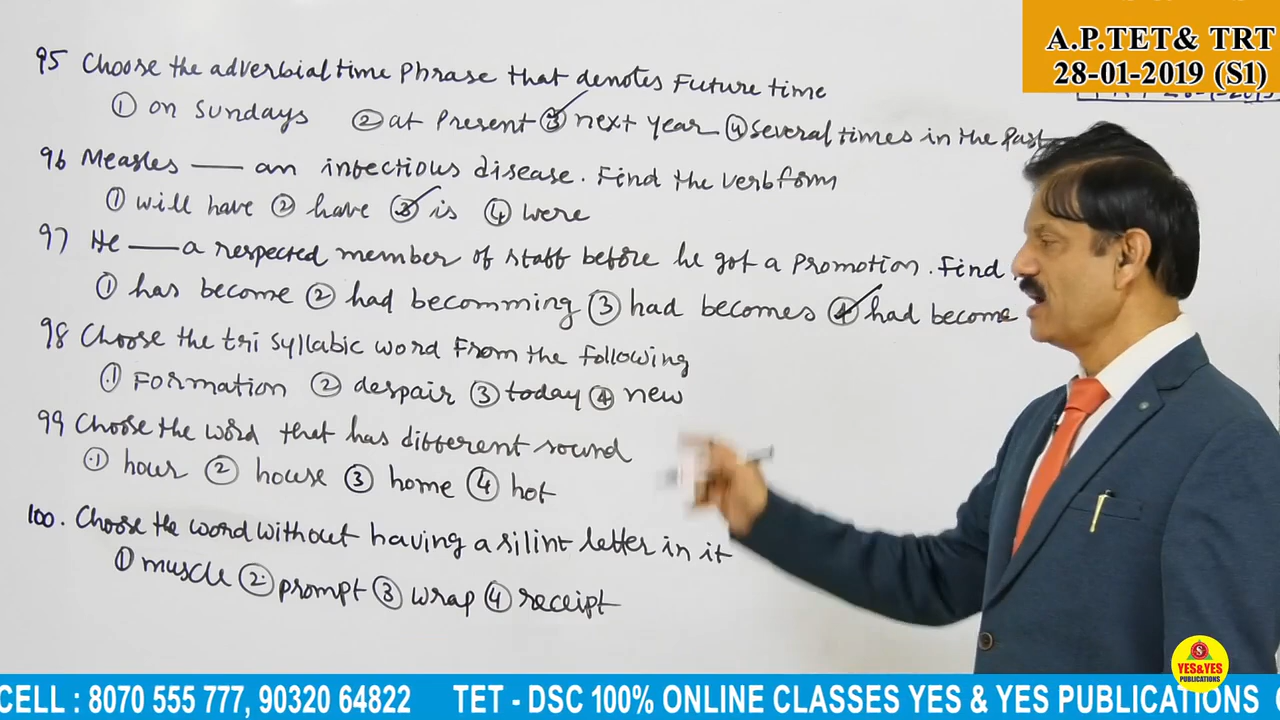 A.P.TET& TRT
28-01-2019 (S1)
95 Choose the adverbial time Phrase that denotes Future time
① on Sundays ② at Present ③ next year ④ Several times in the Past
96 Measles — an infectious disease. Find the verb form
① will have ② have ③ is ④ were
97 He — a respected member of staff before he got a Promotion. Find
① has become ② had becomming ③ had becomes ④ had become
98 Choose the tri syllabic word From the following
① Formation ② despair ③ today ④ new
99 Choose the word that has different sound
① hour ② house ③ home ④ hot
100. Choose the word without having a silint letter in it
① muscle ② prompt ③ wrap ④ receipt
YES&YES
PUBLICATIONS
CELL : 8070 555 777, 90320 64822 TET - DSC 100% ONLINE CLASSES YES & YES PUBLICATIONS